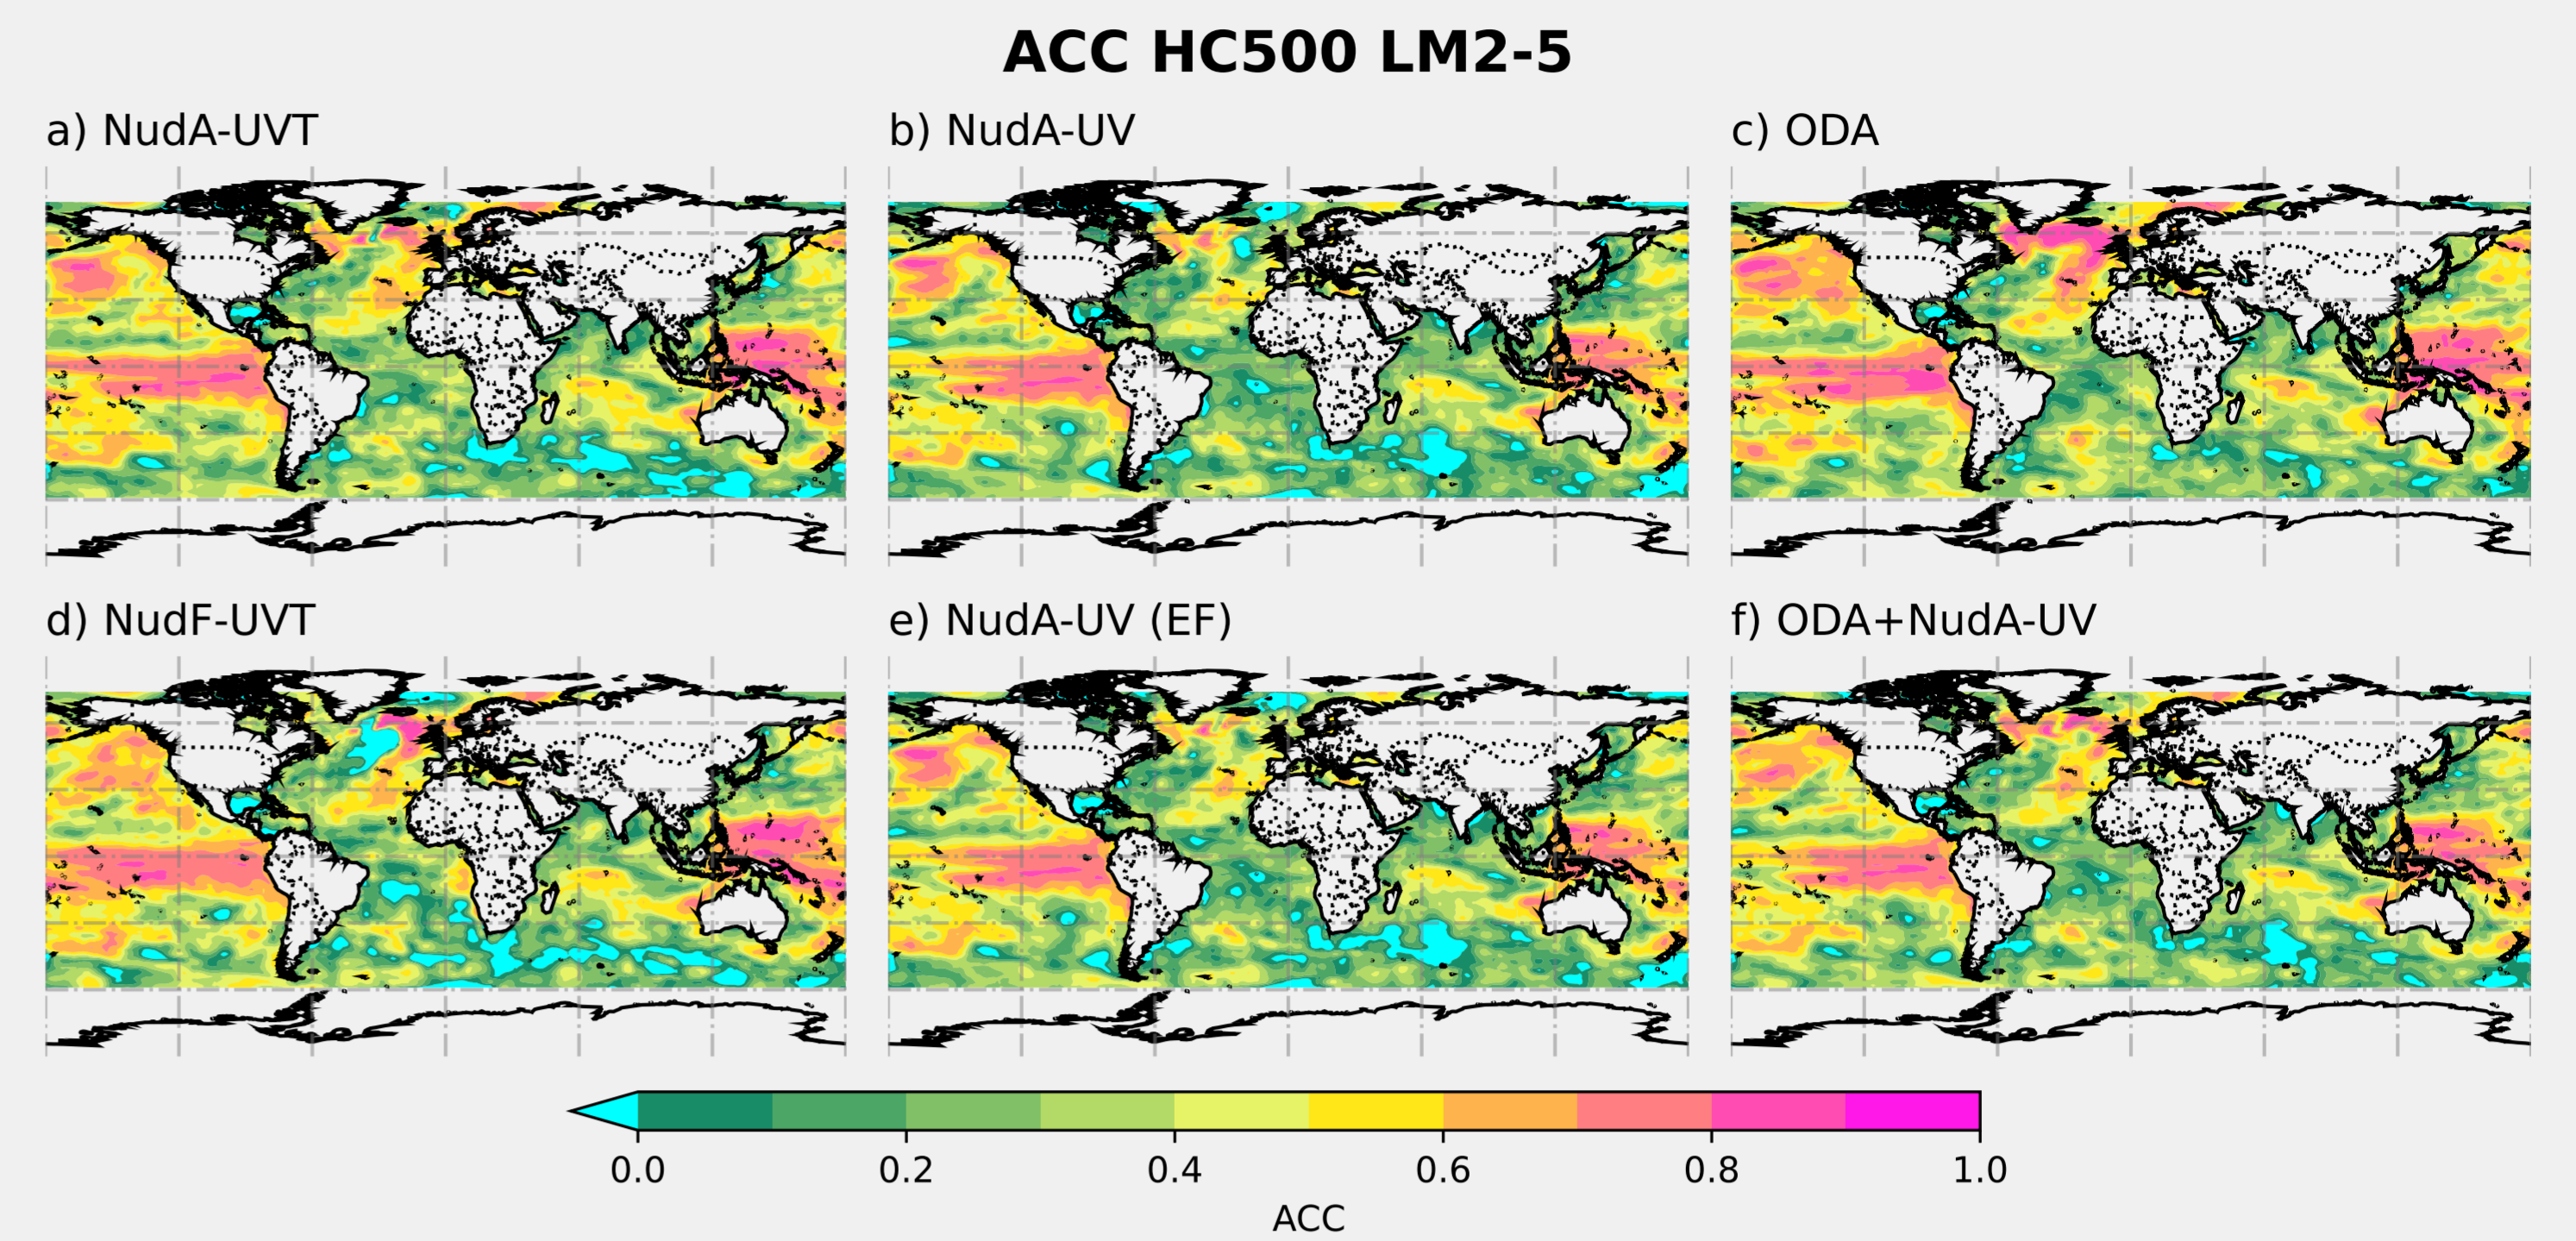 ACC HC500 LM2-5
a) NudA-UVT
b) NudA-UV
c) ODA
d) NudF-UVT
e) NudA-UV (EF)
f) ODA+NudA-UV
0.0 0.2 0.4 0.6 0.8 1.0
ACC